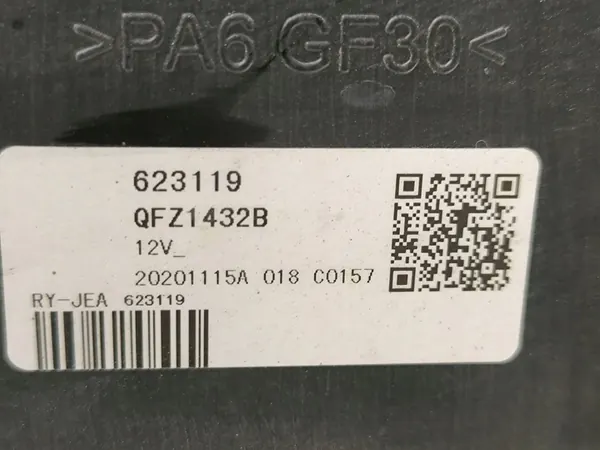 >PA6 GF30<
623119
QFZ1432B
12V_
20201115A 018 C0157
RY-JEA 623119